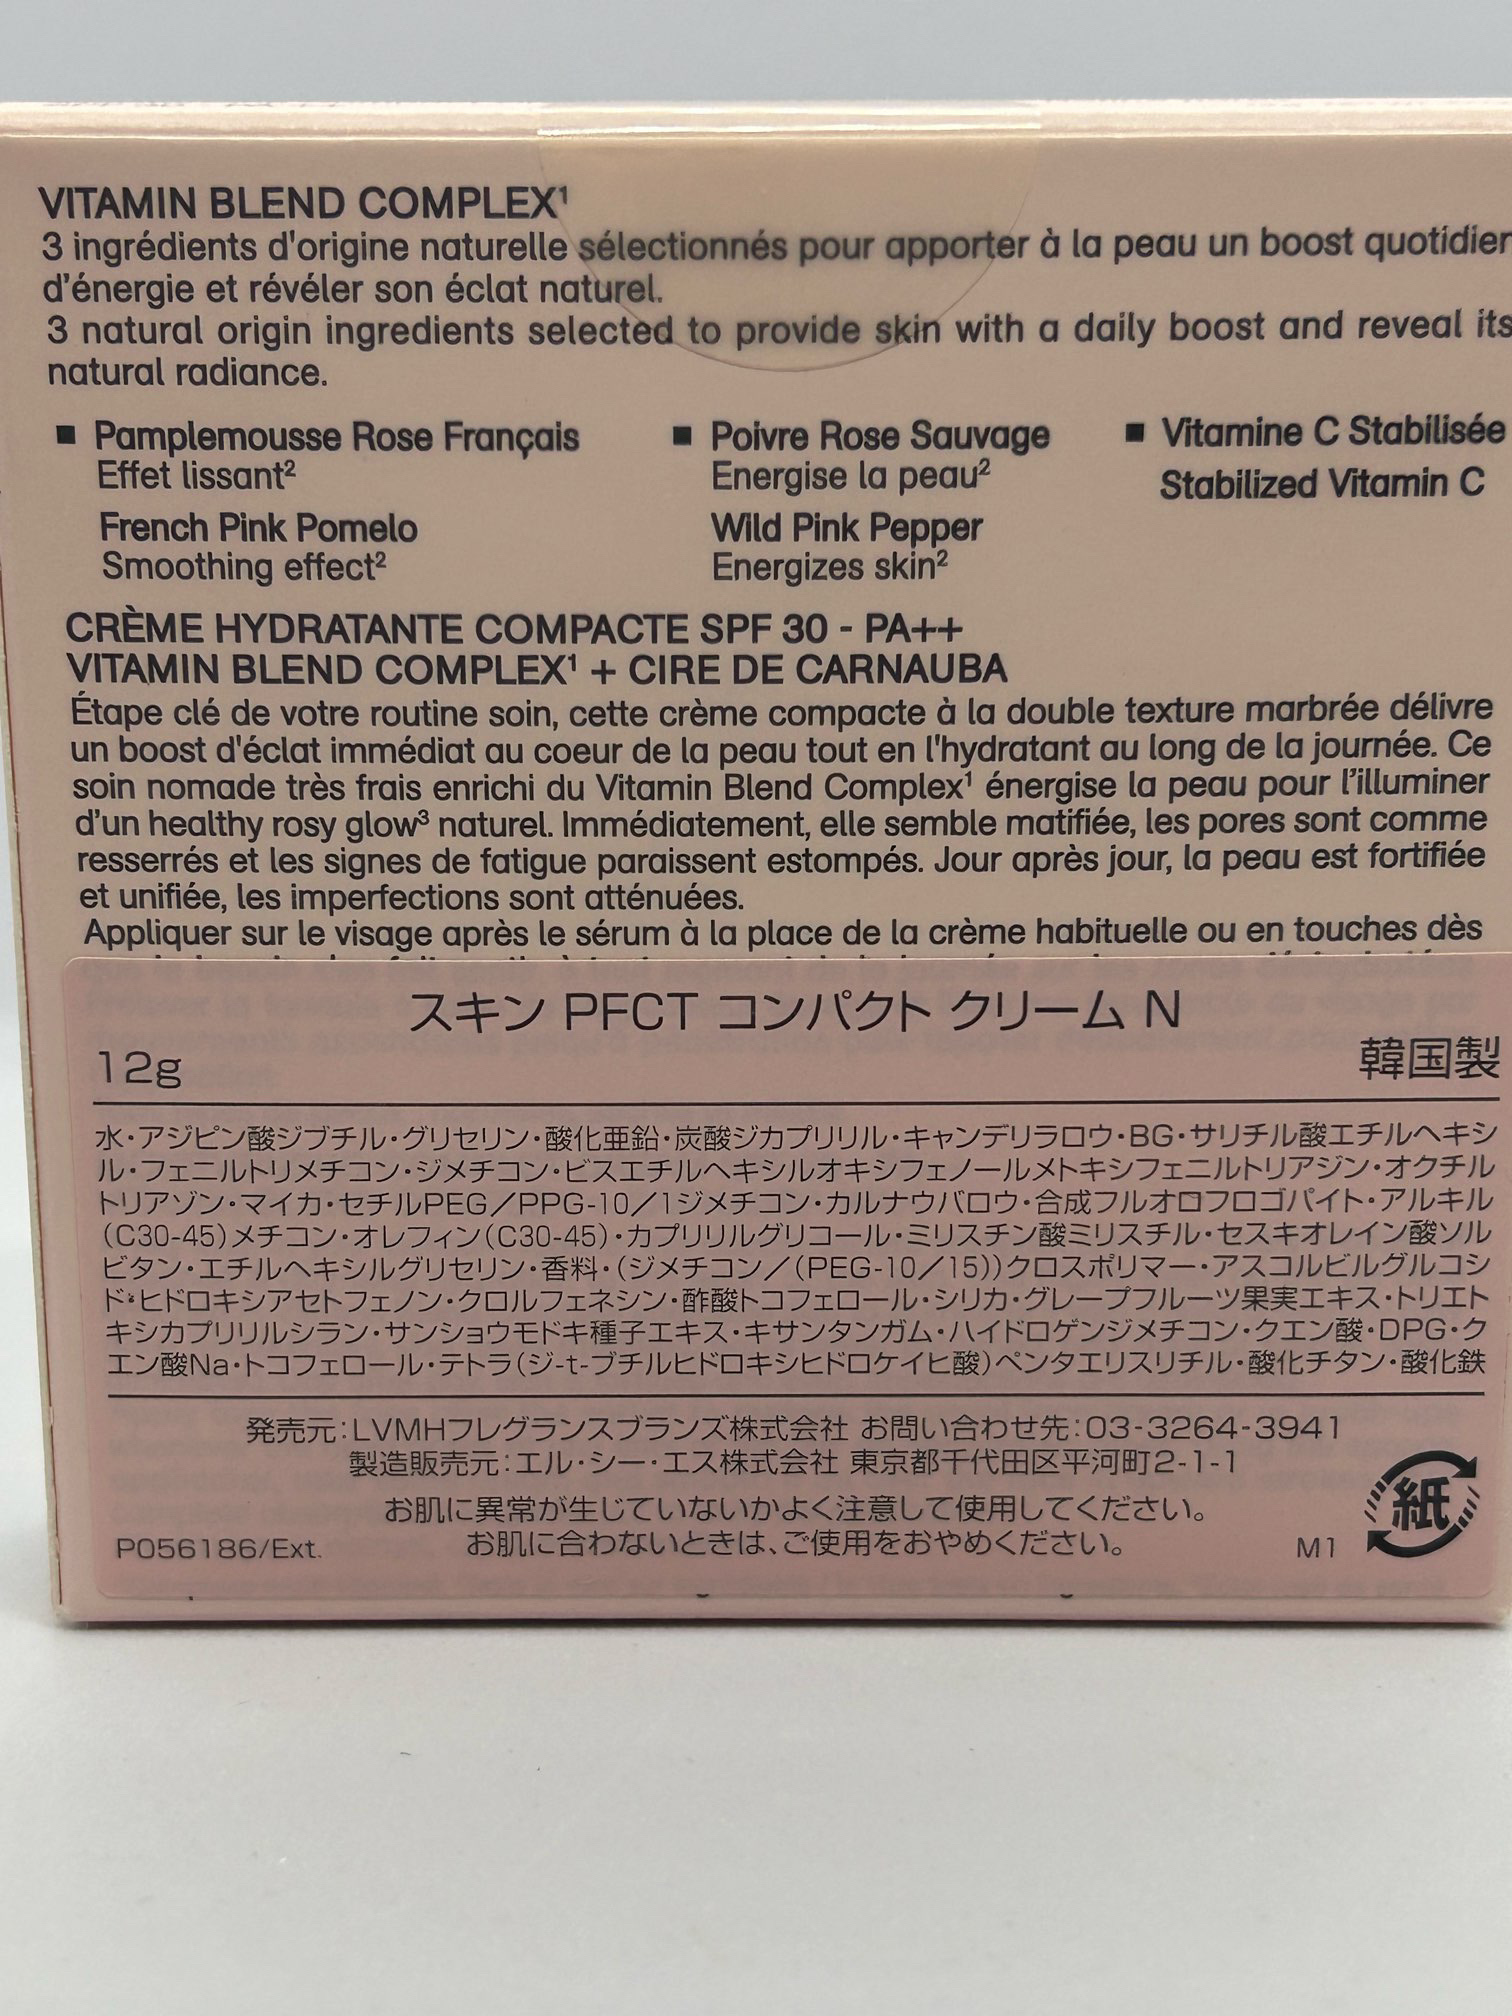 VITAMIN BLEND COMPLEX¹
3 ingrédients d'origine naturelle sélectionnés pour apporter à la peau un boost quotidien
d'énergie et révéler son éclat naturel.
3 natural origin ingredients selected to provide skin with a daily boost and reveal its
natural radiance.
■ Pamplemousse Rose Français
Effet lissant²
French Pink Pomelo
Smoothing effect²
■ Poivre Rose Sauvage
Energise la peau²
Wild Pink Pepper
Energizes skin²
■ Vitamine C Stabilisée
Stabilized Vitamin C
CRÈME HYDRATANTE COMPACTE SPF 30 - PA++
VITAMIN BLEND COMPLEX¹ + CIRE DE CARNAUBA
Étape clé de votre routine soin, cette crème compacte à la double texture marbrée délivre
un boost d'éclat immédiat au coeur de la peau tout en l'hydratant au long de la journée. Ce
soin nomade très frais enrichi du Vitamin Blend Complex¹ énergise la peau pour l'illuminer
d'un healthy rosy glow³ naturel. Immédiatement, elle semble matifiée, les pores sont comme
resserrés et les signes de fatigue paraissent estompés. Jour après jour, la peau est fortifiée
et unifiée, les imperfections sont atténuées.
Appliquer sur le visage après le sérum à la place de la crème habituelle ou en touches dès
スキン PFCT コンパクト クリーム N
12g 韓国製
水・アジピン酸ジブチル・グリセリン・酸化亜鉛・炭酸ジカプリリル・キャンデリラロウ・BG・サリチル酸エチルヘキシ
ル・フェニルトリメチコン・ジメチコン・ビスエチルヘキシルオキシフェノールメトキシフェニルトリアジン・オクチル
トリアゾン・マイカ・セチルPEG/PPG-10/1ジメチコン・カルナウバロウ・合成フルオロフロゴパイト・アルキル
(C30-45)メチコン・オレフィン(C30-45)・カプリリルグリコール・ミリスチン酸ミリスチル・セスキオレイン酸ソル
ビタン・エチルヘキシルグリセリン・香料・(ジメチコン/(PEG-10/15))クロスポリマー・アスコルビルグルコシ
ド・ヒドロキシアセトフェノン・クロルフェネシン・酢酸トコフェロール・シリカ・グレープフルーツ果実エキス・トリエト
キシカプリリルシラン・サンショウモドキ種子エキス・キサンタンガム・ハイドロゲンジメチコン・クエン酸・DPG・ク
エン酸Na・トコフェロール・テトラ(ジ-t-ブチルヒドロキシヒドロケイヒ酸)ペンタエリスリチル・酸化チタン・酸化鉄
発売元:LVMHフレグランスブランズ株式会社 お問い合わせ先:03-3264-3941
製造販売元:エル・シー・エス株式会社 東京都千代田区平河町2-1-1
お肌に異常が生じていないかよく注意して使用してください。
お肌に合わないときは、ご使用をおやめください。
P056186/Ext. M1 紙